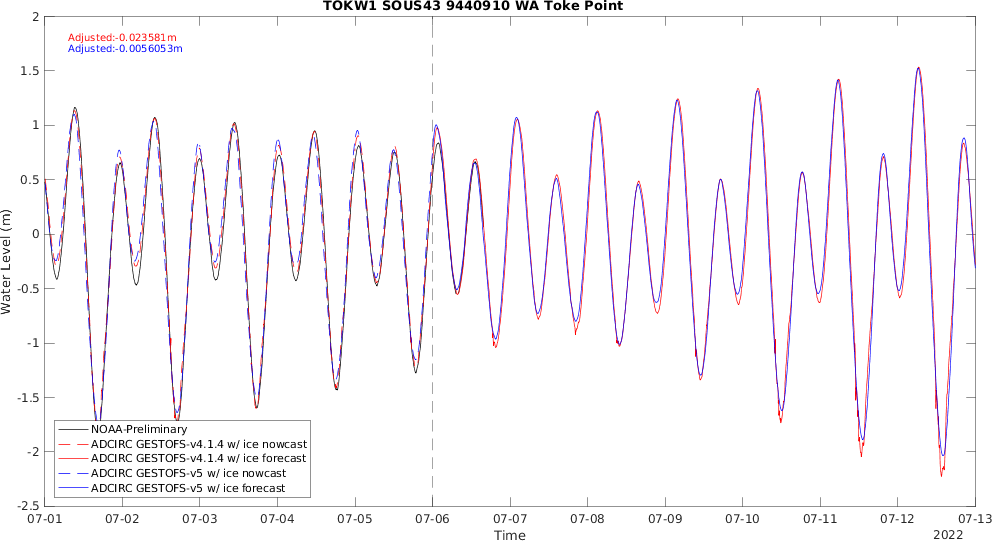 TOKW1 SOUS43 9440910 WA Toke Point
Adjusted:-0.023581m
Adjusted:-0.0056053m
2
1.5
1
0.5
0
-0.5
-1
-1.5
-2
-2.5
Water Level (m)
NOAA-Preliminary
ADCIRC GESTOFS-v4.1.4 w/ ice nowcast
ADCIRC GESTOFS-v4.1.4 w/ ice forecast
ADCIRC GESTOFS-v5 w/ ice nowcast
ADCIRC GESTOFS-v5 w/ ice forecast
07-01 07-02 07-03 07-04 07-05 07-06 07-07 07-08 07-09 07-10 07-11 07-12 07-13
Time
2022